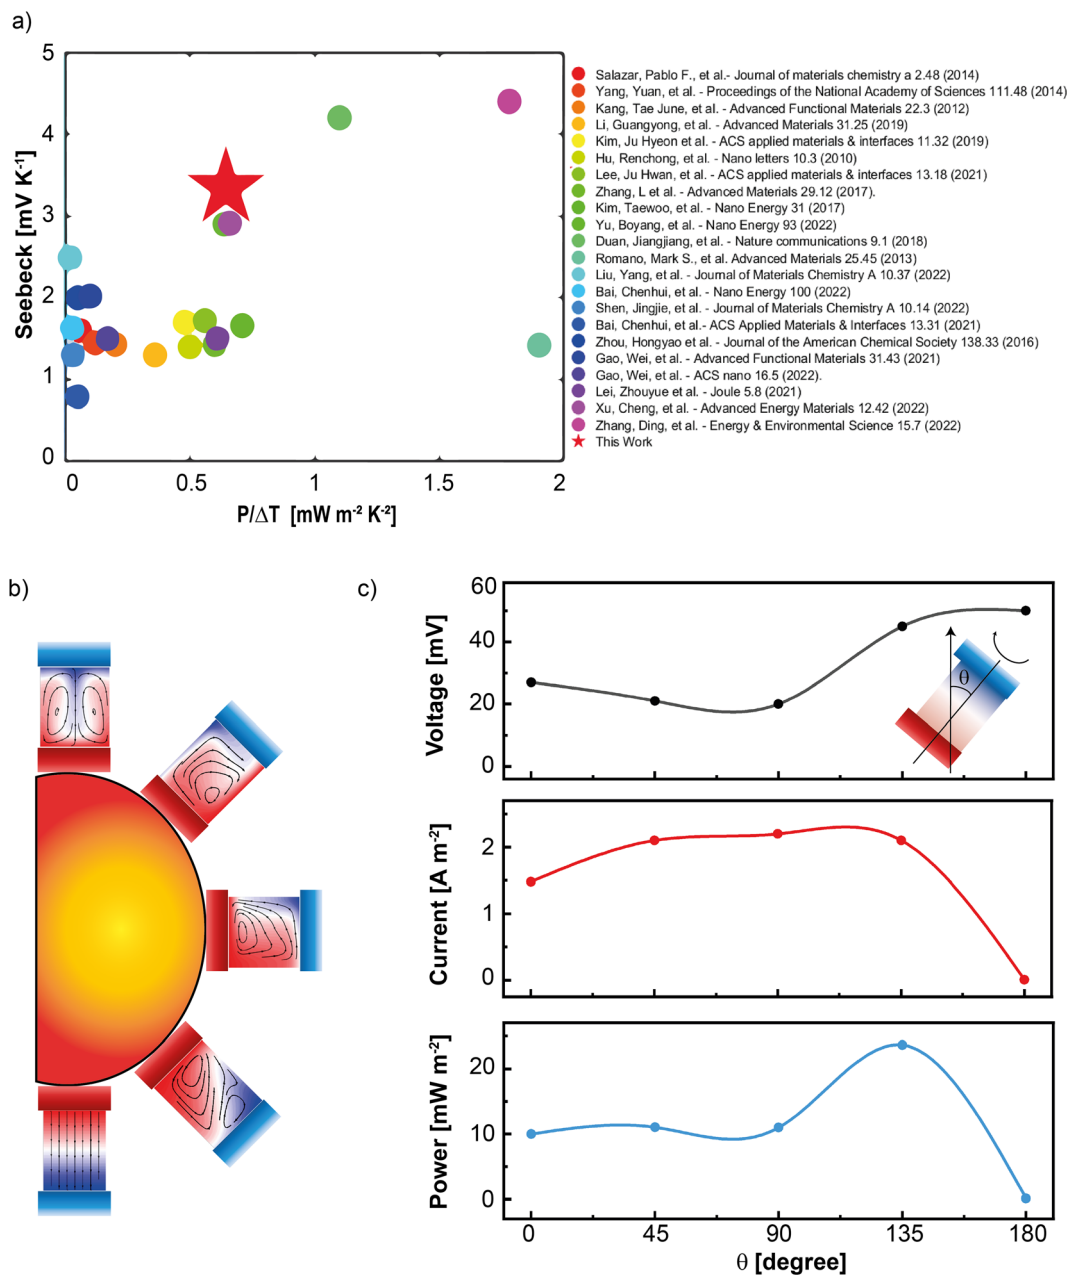 a)
5
4
3
2
1
0
Seebeck [mV K-1]
0 0.5 1 1.5 2
P/ΔT [mW m-2 K-2]
Salazar, Pablo F., et al.- Journal of materials chemistry a 2.48 (2014)
Yang, Yuan, et al. - Proceedings of the National Academy of Sciences 111.48 (2014)
Kang, Tae June, et al. - Advanced Functional Materials 22.3 (2012)
Li, Guangyong, et al. - Advanced Materials 31.25 (2019)
Kim, Ju Hyeon et al. - ACS applied materials & interfaces 11.32 (2019)
Hu, Renchong, et al. - Nano letters 10.3 (2010)
Lee, Ju Hwan, et al. - ACS applied materials & interfaces 13.18 (2021)
Zhang, L et al. - Advanced Materials 29.12 (2017).
Kim, Taewoo, et al. - Nano Energy 31 (2017)
Yu, Boyang, et al. - Nano Energy 93 (2022)
Duan, Jiangjiang, et al. - Nature communications 9.1 (2018)
Romano, Mark S., et al. Advanced Materials 25.45 (2013)
Liu, Yang, et al. - Journal of Materials Chemistry A 10.37 (2022)
Bai, Chenhui, et al. - Nano Energy 100 (2022)
Shen, Jingjie, et al. - Journal of Materials Chemistry A 10.14 (2022)
Bai, Chenhui, et al. - ACS Applied Materials & Interfaces 13.31 (2021)
Zhou, Hongyao et al. - Journal of the American Chemical Society 138.33 (2016)
Gao, Wei, et al. - Advanced Functional Materials 31.43 (2021)
Gao, Wei, et al. - ACS nano 16.5 (2022).
Lei, Zhouyue et al. - Joule 5.8 (2021)
Xu, Cheng, et al. - Advanced Energy Materials 12.42 (2022)
Zhang, Ding, et al. - Energy & Environmental Science 15.7 (2022)
This Work
b)
c)
60
40
20
0
Voltage [mV]
θ
2
1
0
Current [A m-2]
20
10
0
Power [mW m-2]
0 45 90 135 180
θ [degree]